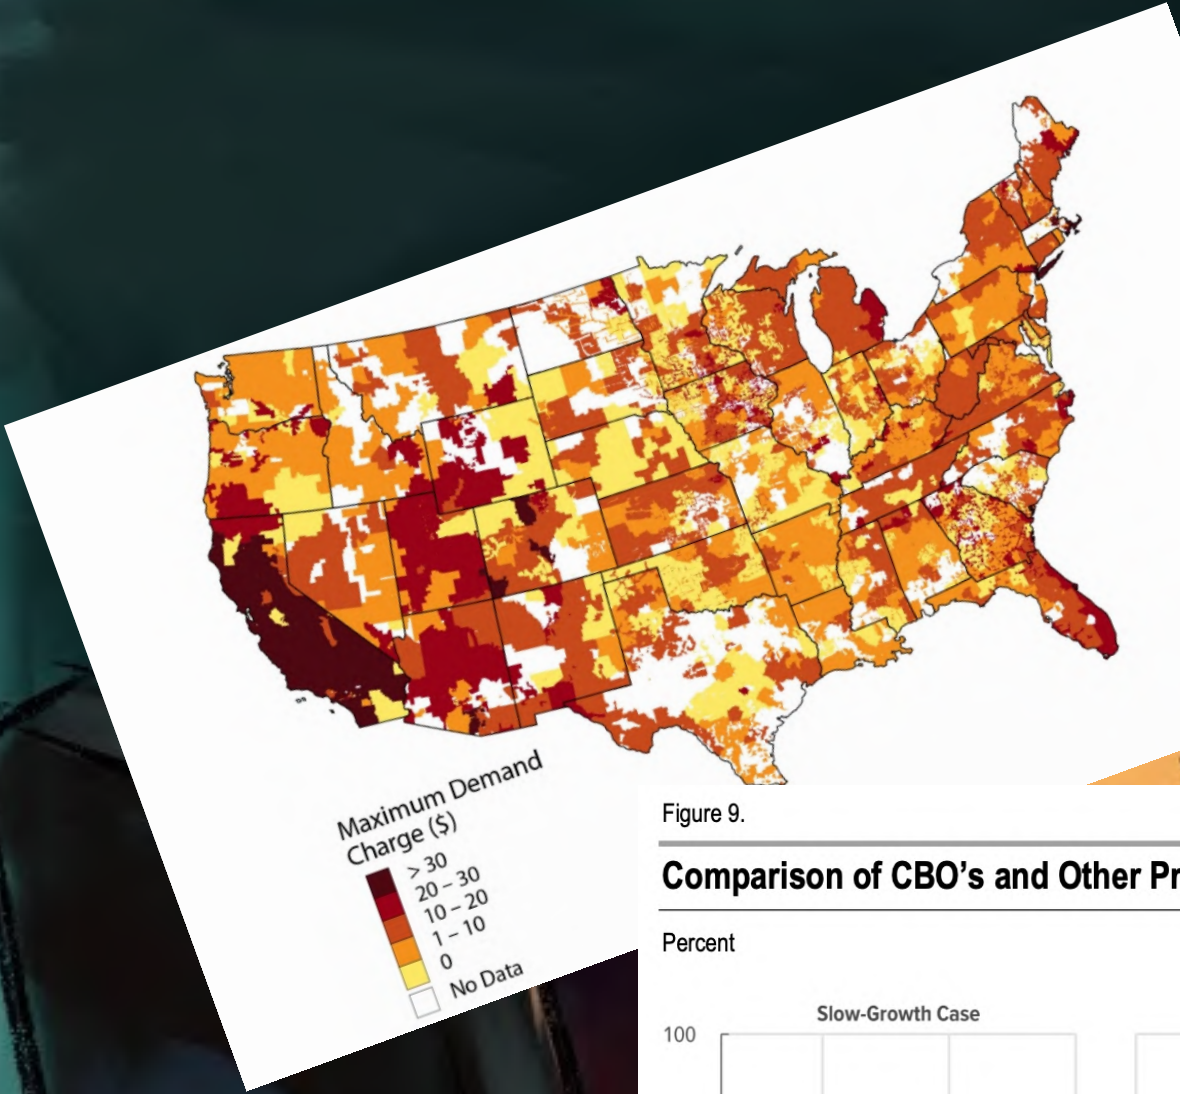 Maximum Demand
Charge ($)
> 30
20 – 30
10 – 20
1 – 10
0
No Data
Figure 9.
Comparison of CBO's and Other Pr
Percent
Slow-Growth Case
100